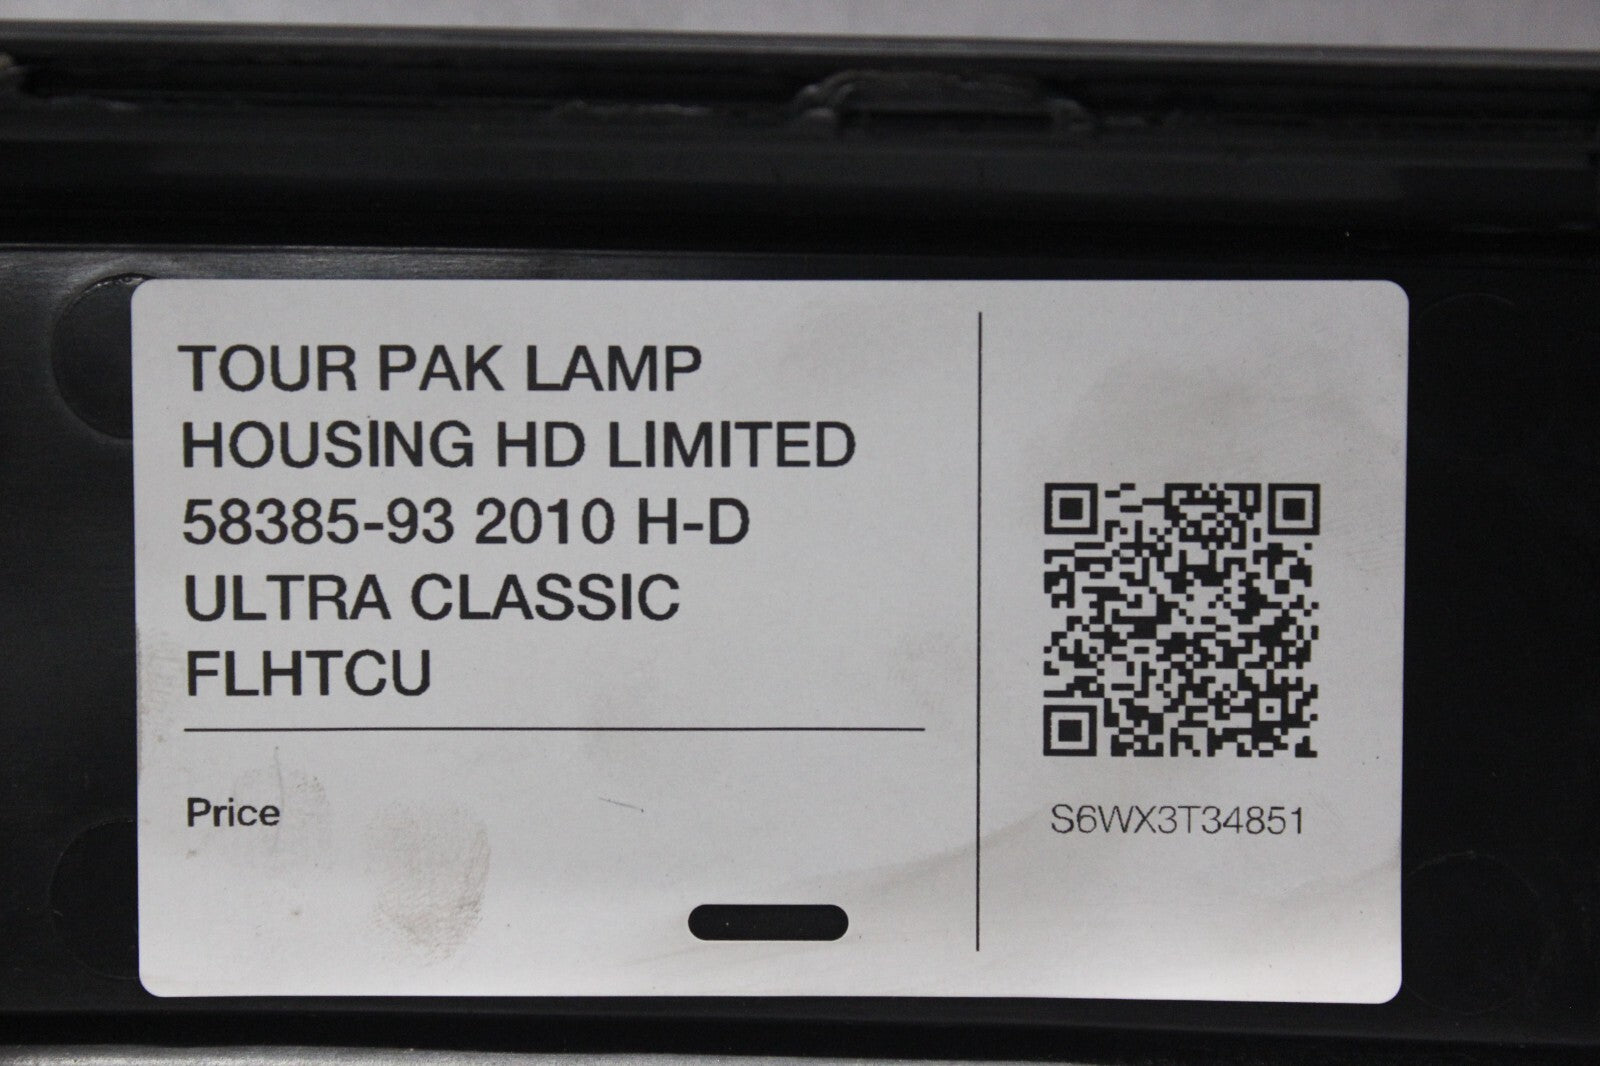 TOUR PAK LAMP
HOUSING HD LIMITED
58385-93 2010 H-D
ULTRA CLASSIC
FLHTCU
Price
S6WX3T34851